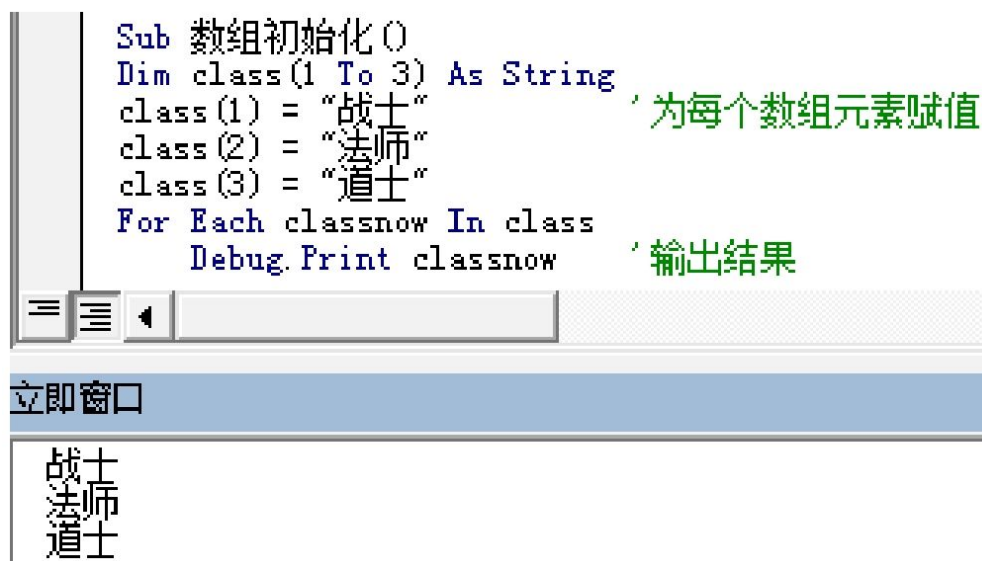 Sub 数组初始化()
Dim class(1 To 3) As String
class(1) = "战士" '为每个数组元素赋值
class(2) = "法师"
class(3) = "道士"
For Each classnow In class
Debug.Print classnow '输出结果
立即窗口
战士
法师
道士